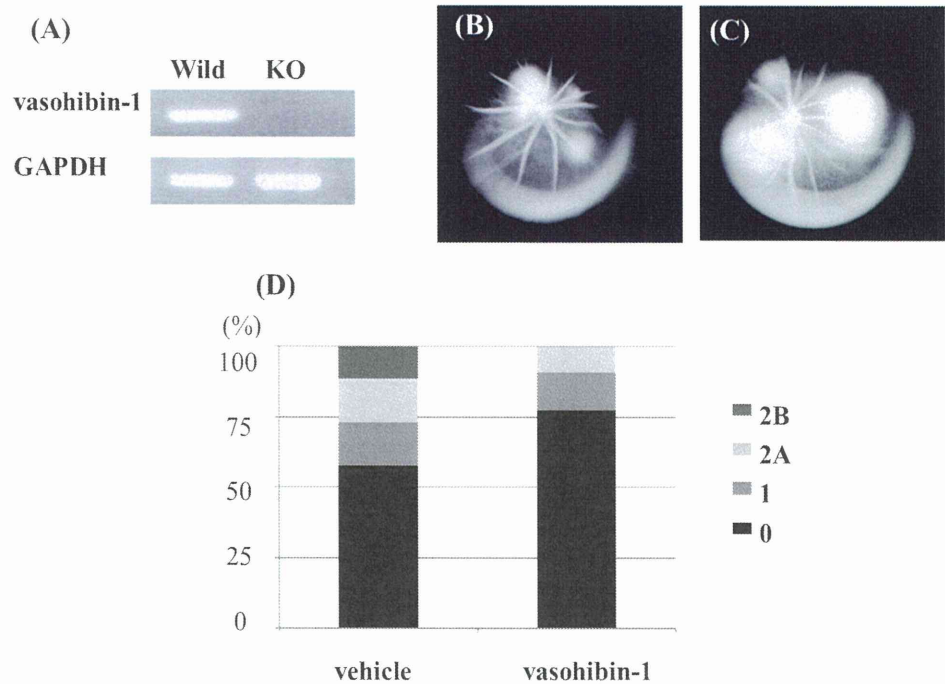 (A)
Wild KO
vasohibin-1
GAPDH
(B)
(C)
(D)
(%)
100
75
50
25
0
vehicle vasohibin-1
2B
2A
1
0